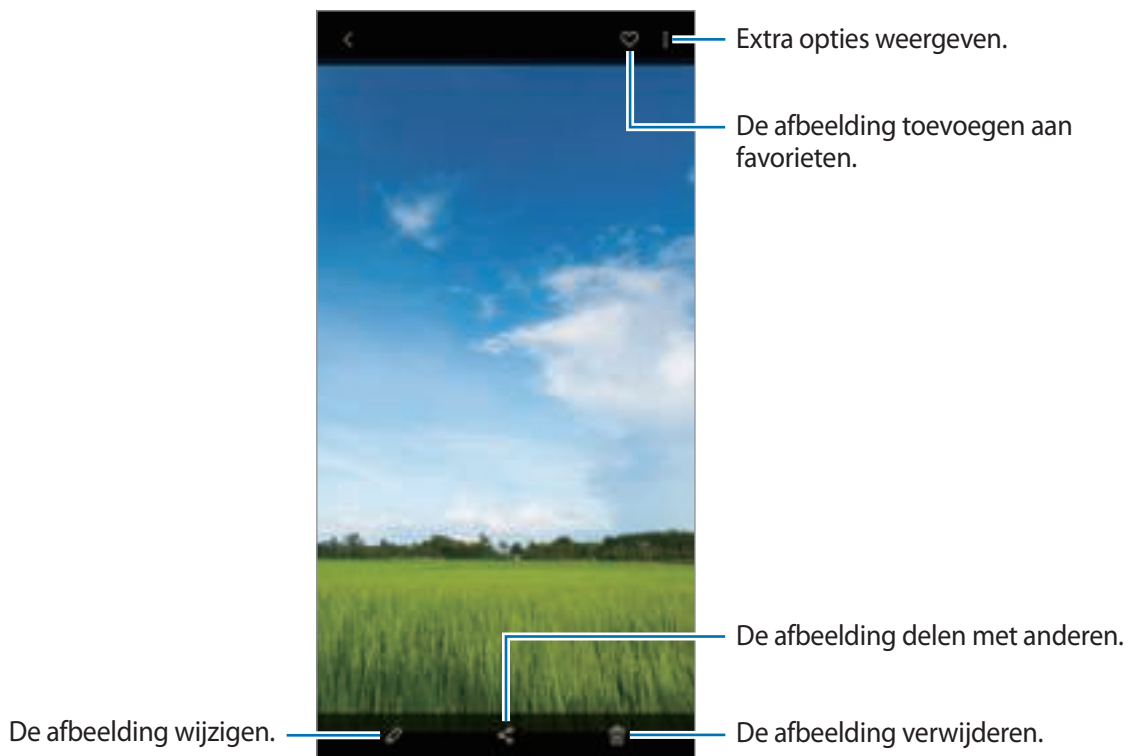 Extra opties weergeven.
De afbeelding toevoegen aan
favorieten.
De afbeelding delen met anderen.
De afbeelding wijzigen.
De afbeelding verwijderen.